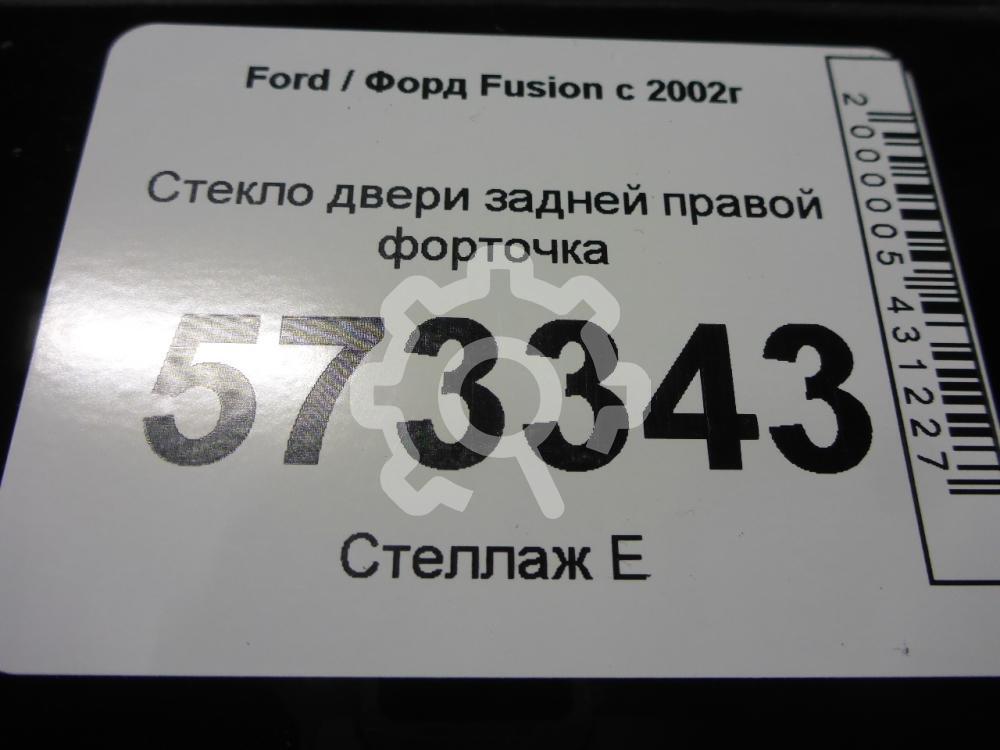 Ford / Форд Fusion с 2002г
Стекло двери задней правой
форточка
573343
Стеллаж Е
2000005431227